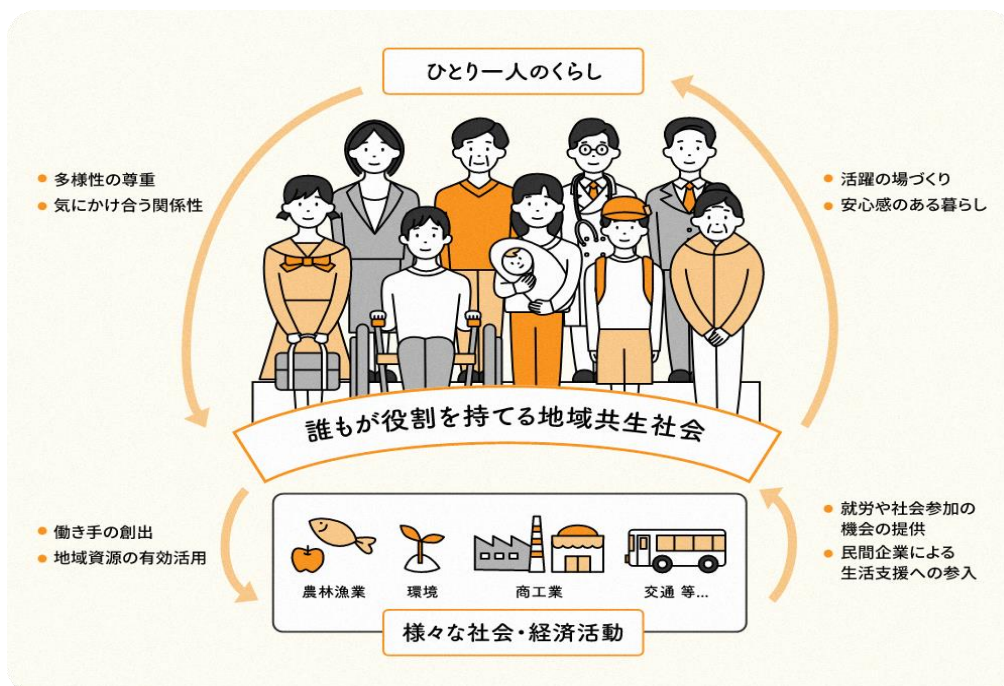 ひとり一人のくらし
多様性の尊重
気にかけ合う関係性
活躍の場づくり
安心感のある暮らし
誰もが役割を持てる地域共生社会
働き手の創出
地域資源の有効活用
就労や社会参加の
機会の提供
民間企業による
生活支援への参入
農林漁業
環境
商工業
交通 等...
様々な社会・経済活動